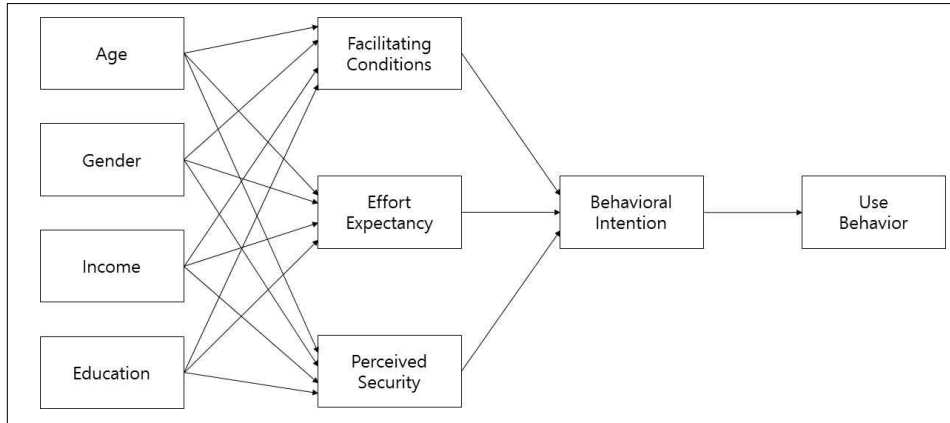 Age
Gender
Income
Education
Facilitating
Conditions
Effort
Expectancy
Perceived
Security
Behavioral
Intention
Use
Behavior